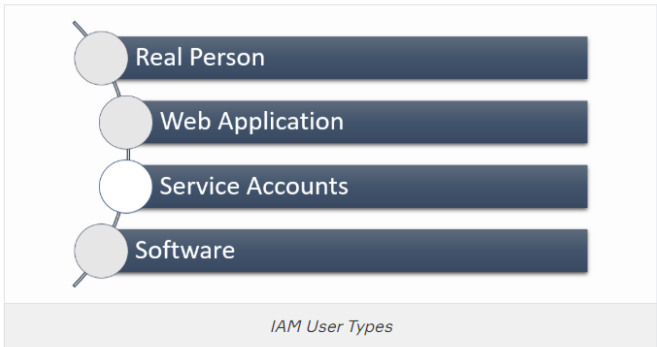 Real Person
Web Application
Service Accounts
Software
IAM User Types